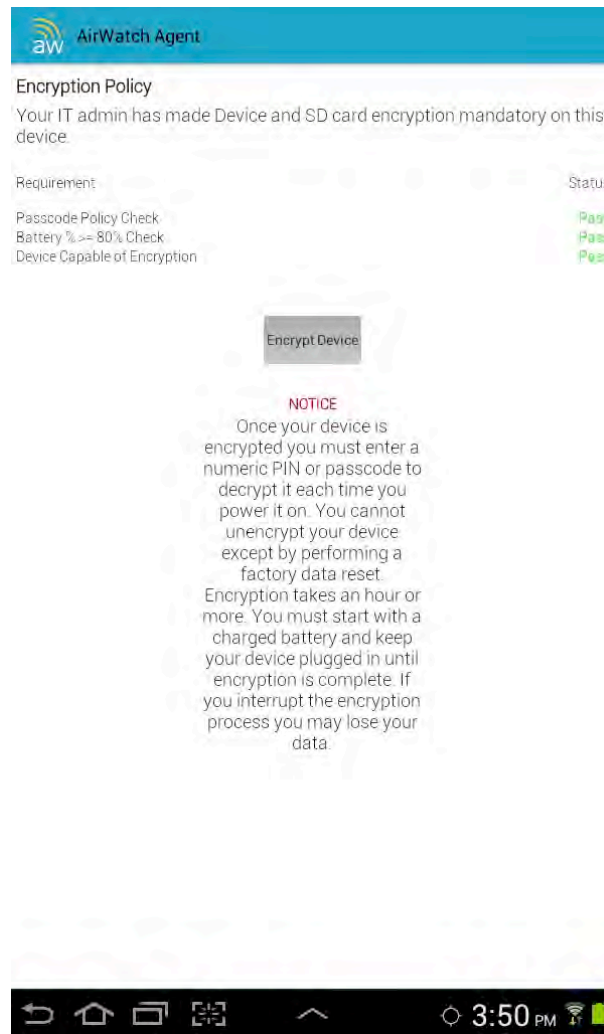 aw AirWatch Agent
Encryption Policy
Your IT admin has made Device and SD card encryption mandatory on this
device.
Requirement Statu
Passcode Policy Check Pas
Battery % >= 80% Check Pas
Device Capable of Encryption Pas
Encrypt Device
NOTICE
Once your device is
encrypted you must enter a
numeric PIN or passcode to
decrypt it each time you
power it on. You cannot
unencrypt your device
except by performing a
factory data reset.
Encryption takes an hour or
more. You must start with a
charged battery and keep
your device plugged in until
encryption is complete. If
you interrupt the encryption
process you may lose your
data.
3:50 PM